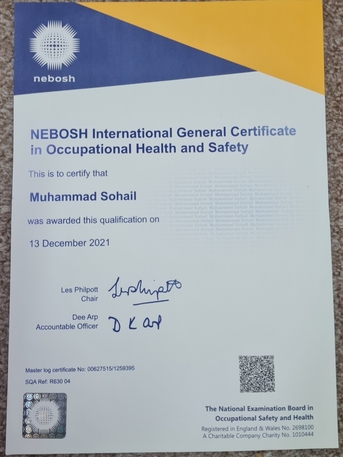 nebosh
NEBOSH International General Certificate
in Occupational Health and Safety
This is to certify that
Muhammad Sohail
was awarded this qualification on
13 December 2021
Les Philpott
Chair
Dee Arp
Accountable Officer
D K Arp
Master log certificate No: 00627515/1259395
SQA Ref: R630 04
The National Examination Board in
Occupational Safety and Health
Registered in England & Wales No. 2698100
A Charitable Company Charity No. 1010444